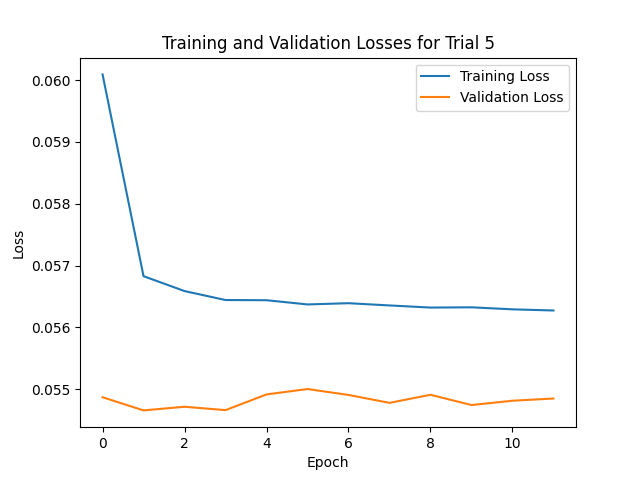 Training and Validation Losses for Trial 5
Training Loss
Validation Loss
0.060
0.059
0.058
0.057
0.056
0.055
Loss
0 2 4 6 8 10
Epoch